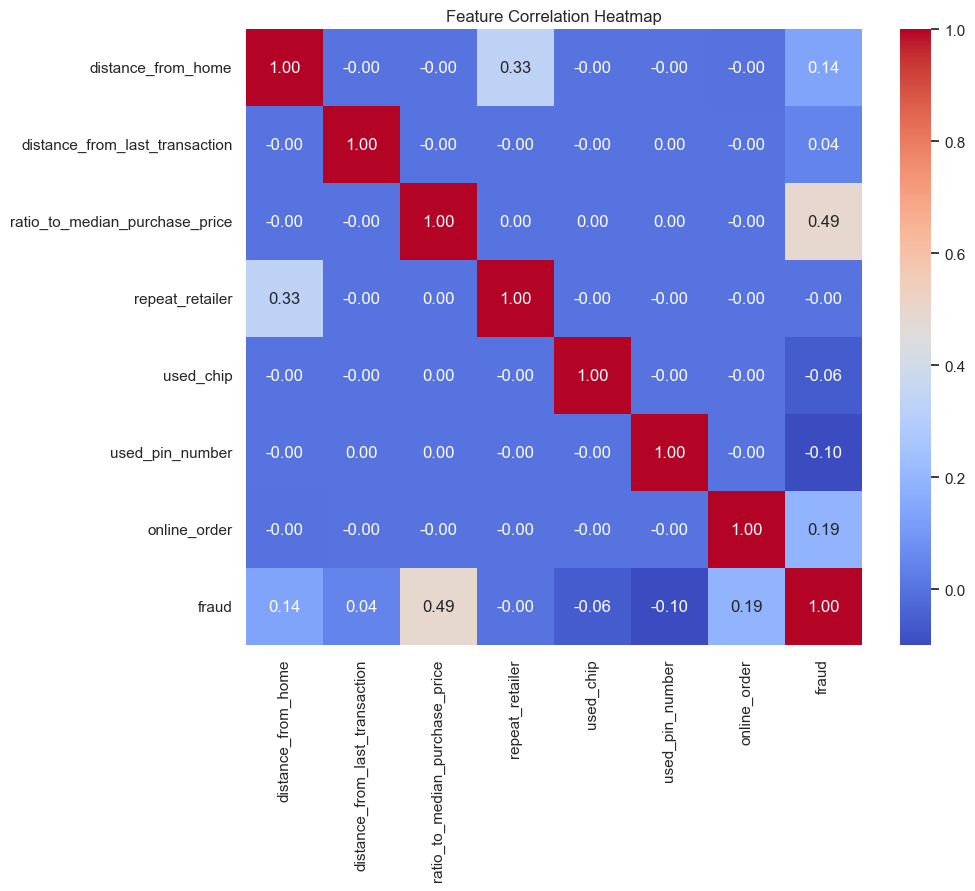 Feature Correlation Heatmap
distance_from_home 1.00 -0.00 -0.00 0.33 -0.00 -0.00 -0.00 0.14
distance_from_last_transaction -0.00 1.00 -0.00 -0.00 -0.00 0.00 -0.00 0.04
ratio_to_median_purchase_price -0.00 -0.00 1.00 0.00 0.00 0.00 -0.00 0.49
repeat_retailer 0.33 -0.00 0.00 1.00 -0.00 -0.00 -0.00 -0.00
used_chip -0.00 -0.00 0.00 -0.00 1.00 -0.00 -0.00 -0.06
used_pin_number -0.00 0.00 0.00 -0.00 -0.00 1.00 -0.00 -0.10
online_order -0.00 -0.00 -0.00 -0.00 -0.00 -0.00 1.00 0.19
fraud 0.14 0.04 0.49 -0.00 -0.06 -0.10 0.19 1.00
distance_from_home
distance_from_last_transaction
ratio_to_median_purchase_price
repeat_retailer
used_chip
used_pin_number
online_order
fraud
1.0
0.8
0.6
0.4
0.2
0.0